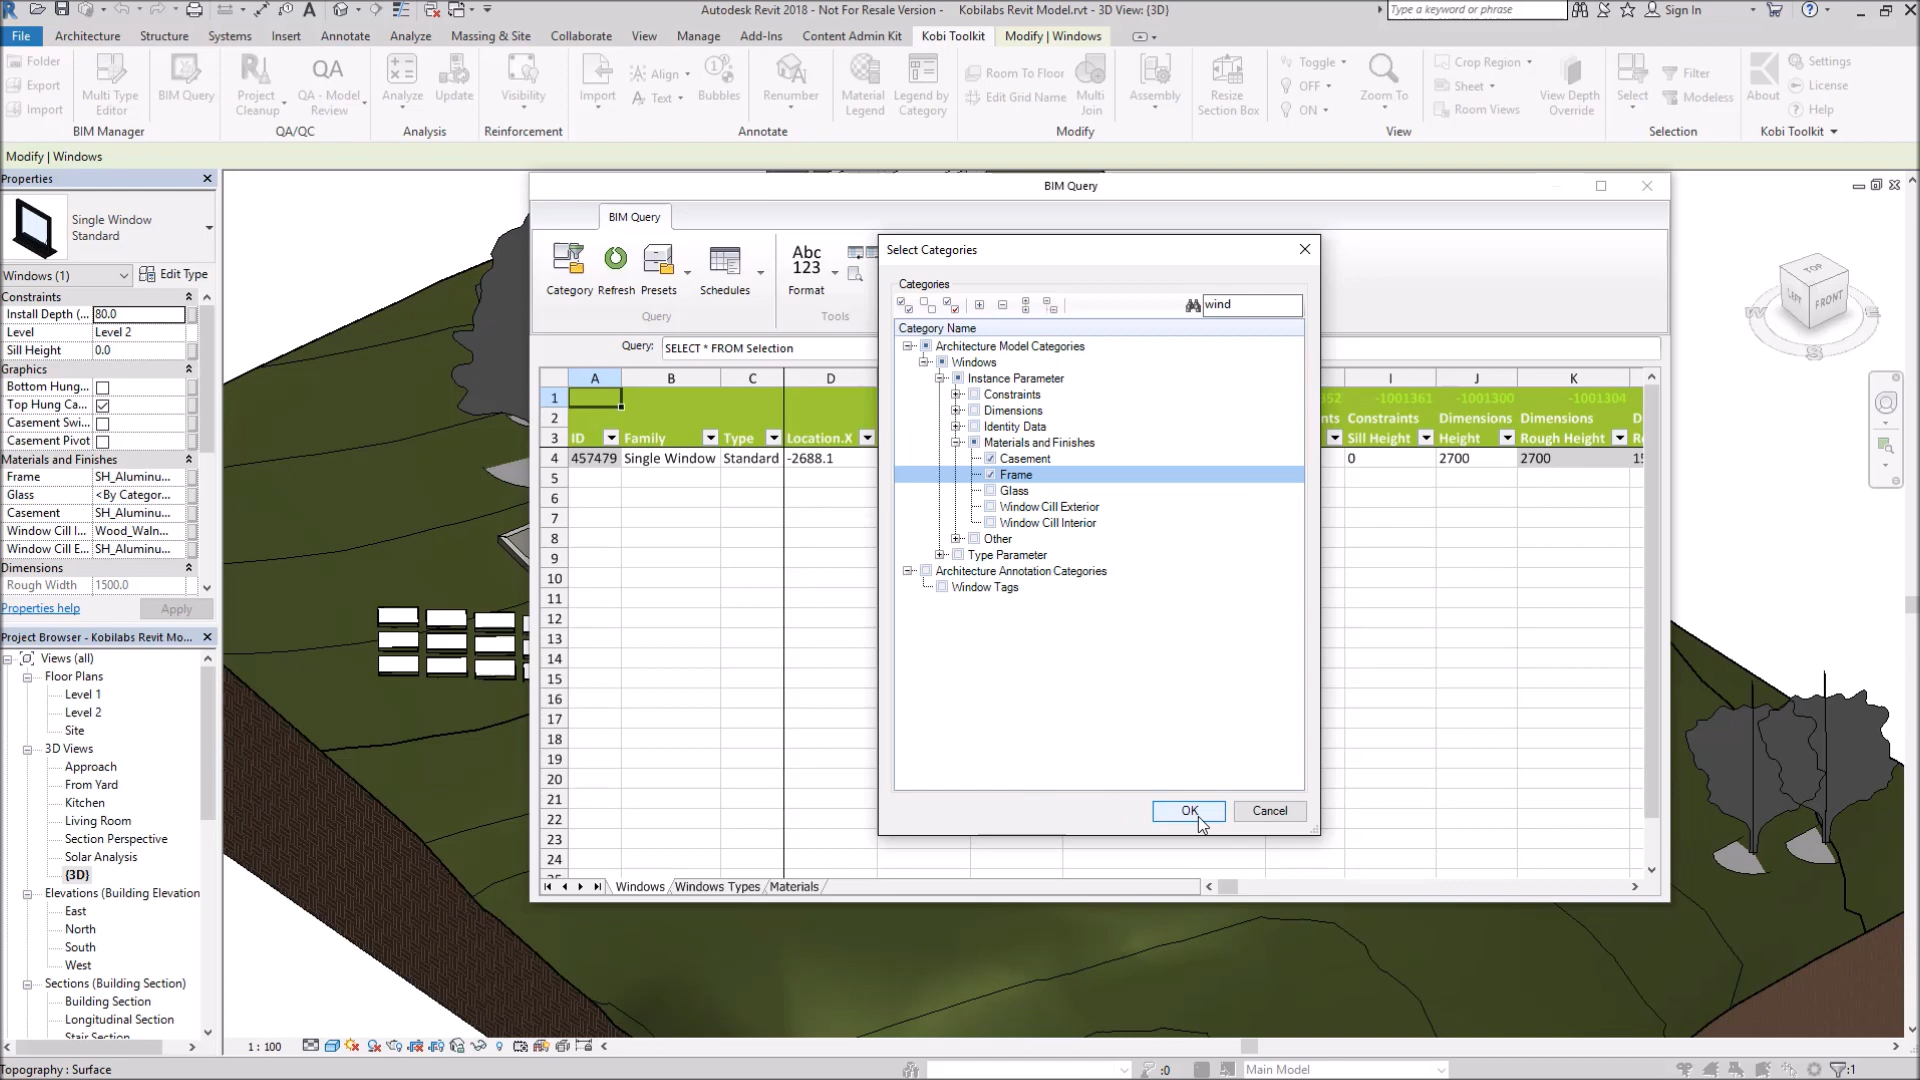 Autodesk Revit 2018 - Not For Resale Version - Kobilabs Revit Model.rvt - 3D View: {3D}
Type a keyword or phrase
Sign In
File Architecture Structure Systems Insert Annotate Analyze Massing & Site Collaborate View Manage Add-Ins Content Admin Kit Kobi Toolkit Modify | Windows
Folder
Export
Import
Multi Type Editor
BIM Query
Project Cleanup
QA - Model Review
Analyze
Update
Visibility
Import
Align
Text
Bubbles
Renumber
Material Legend
Legend by Category
Room To Floor
Edit Grid Name
Multi Join
Assembly
Resize Section Box
Toggle
OFF
ON
Zoom To
Crop Region
Sheet
Room Views
View Depth Override
Select
Filter
Modeless
About
Settings
License
Help
BIM Manager QA/QC Analysis Reinforcement Annotate Modify View Selection Kobi Toolkit
Modify | Windows
Properties
Single Window
Standard
Windows (1)
Edit Type
Constraints
Install Depth (... 80.0
Level Level 2
Sill Height 0.0
Graphics
Bottom Hung...
Top Hung Ca...
Casement Swi...
Casement Pivot
Materials and Finishes
Frame SH_Aluminu...
Glass <By Categor...
Casement SH_Aluminu...
Window Cill I... Wood_Waln...
Window Cill E... SH_Aluminu...
Dimensions
Rough Width 1500.0
Properties help
Apply
Project Browser - Kobilabs Revit Mo...
Views (all)
Floor Plans
Level 1
Level 2
Site
3D Views
Approach
From Yard
Kitchen
Living Room
Section Perspective
Solar Analysis
{3D}
Elevations (Building Elevation
East
North
South
West
Sections (Building Section)
Building Section
Longitudinal Section
Stair Section
BIM Query
BIM Query
Category Refresh Presets
Schedules
Abc
123
Format
Query
Tools
Query: SELECT * FROM Selection
A B C D I J K
1 352 -1001361 -1001300 -1001304
2 nts Constraints Dimensions Dimensions D
3 ID Family Type Location.X Sill Height Height Rough Height R
4 457479 Single Window Standard -2688.1 0 2700 2700 15
5
6
7
8
9
10
11
12
13
14
15
16
17
18
19
20
21
22
23
24
Windows Windows Types Materials
Select Categories
Categories
wind
Category Name
Architecture Model Categories
Windows
Instance Parameter
Constraints
Dimensions
Identity Data
Materials and Finishes
Casement
Frame
Glass
Window Cill Exterior
Window Cill Interior
Other
Type Parameter
Architecture Annotation Categories
Window Tags
OK
Cancel
TOP
LEFT
FRONT
W
S
E
1 : 100
Topography : Surface
:0
Main Model
:1